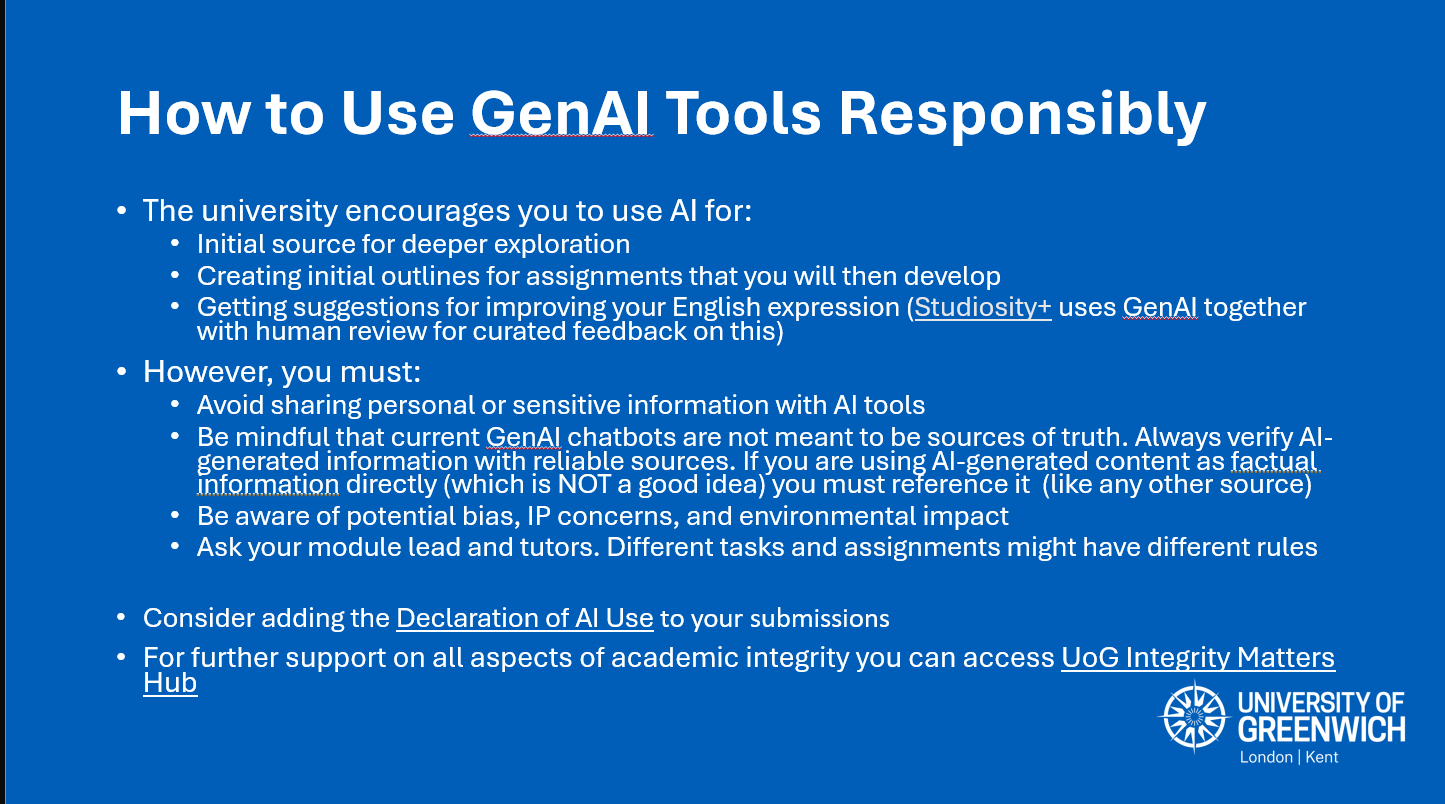 How to Use GenAI Tools Responsibly
• The university encourages you to use AI for:
• Initial source for deeper exploration
• Creating initial outlines for assignments that you will then develop
• Getting suggestions for improving your English expression (Studiosity+ uses GenAI together
with human review for curated feedback on this)
• However, you must:
• Avoid sharing personal or sensitive information with AI tools
• Be mindful that current GenAI chatbots are not meant to be sources of truth. Always verify AI-
generated information with reliable sources. If you are using AI-generated content as factual
information directly (which is NOT a good idea) you must reference it  (like any other source)
• Be aware of potential bias, IP concerns, and environmental impact
• Ask your module lead and tutors. Different tasks and assignments might have different rules
• Consider adding the Declaration of AI Use to your submissions
• For further support on all aspects of academic integrity you can access UoG Integrity Matters
Hub
UNIVERSITY OF
GREENWICH
London | Kent